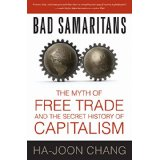 BAD SAMARITANS
THE MYTH OF
FREE TRADE
AND THE SECRET HISTORY OF
CAPITALISM
HA-JOON CHANG